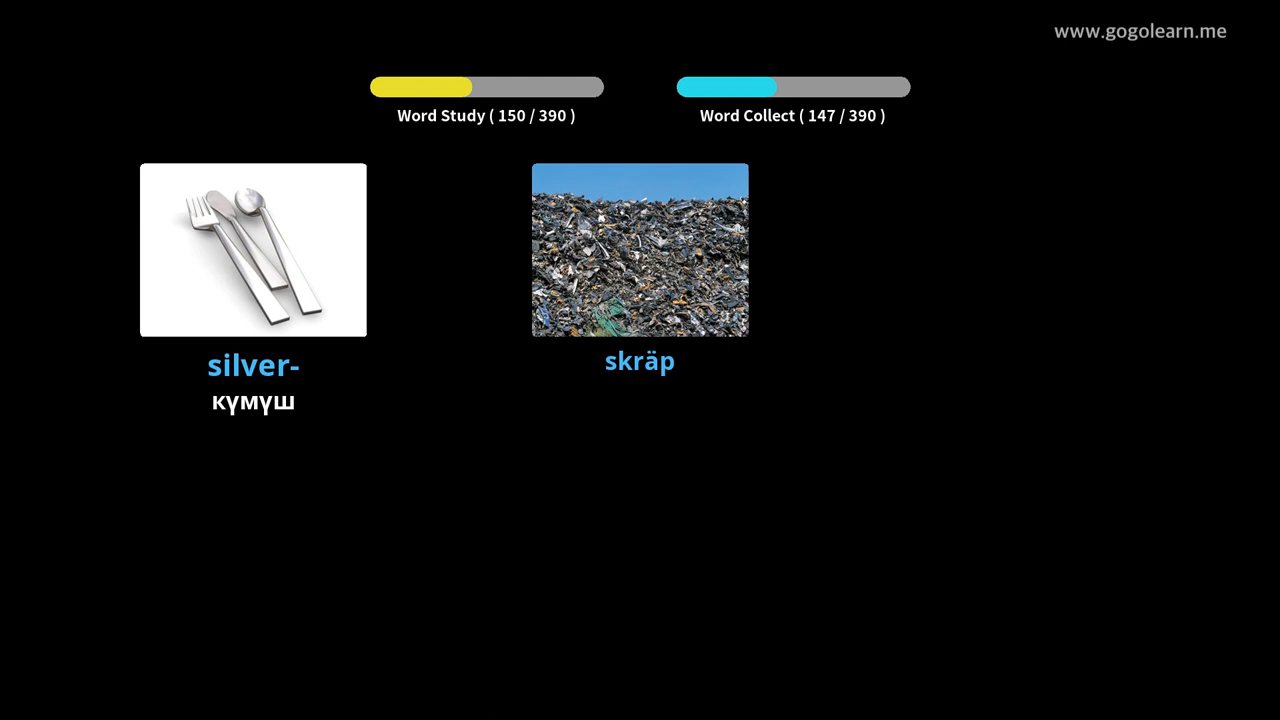 www.gogolearn.me
Word Study ( 150 / 390 )
Word Collect ( 147 / 390 )
silver-
күмүш
skräp